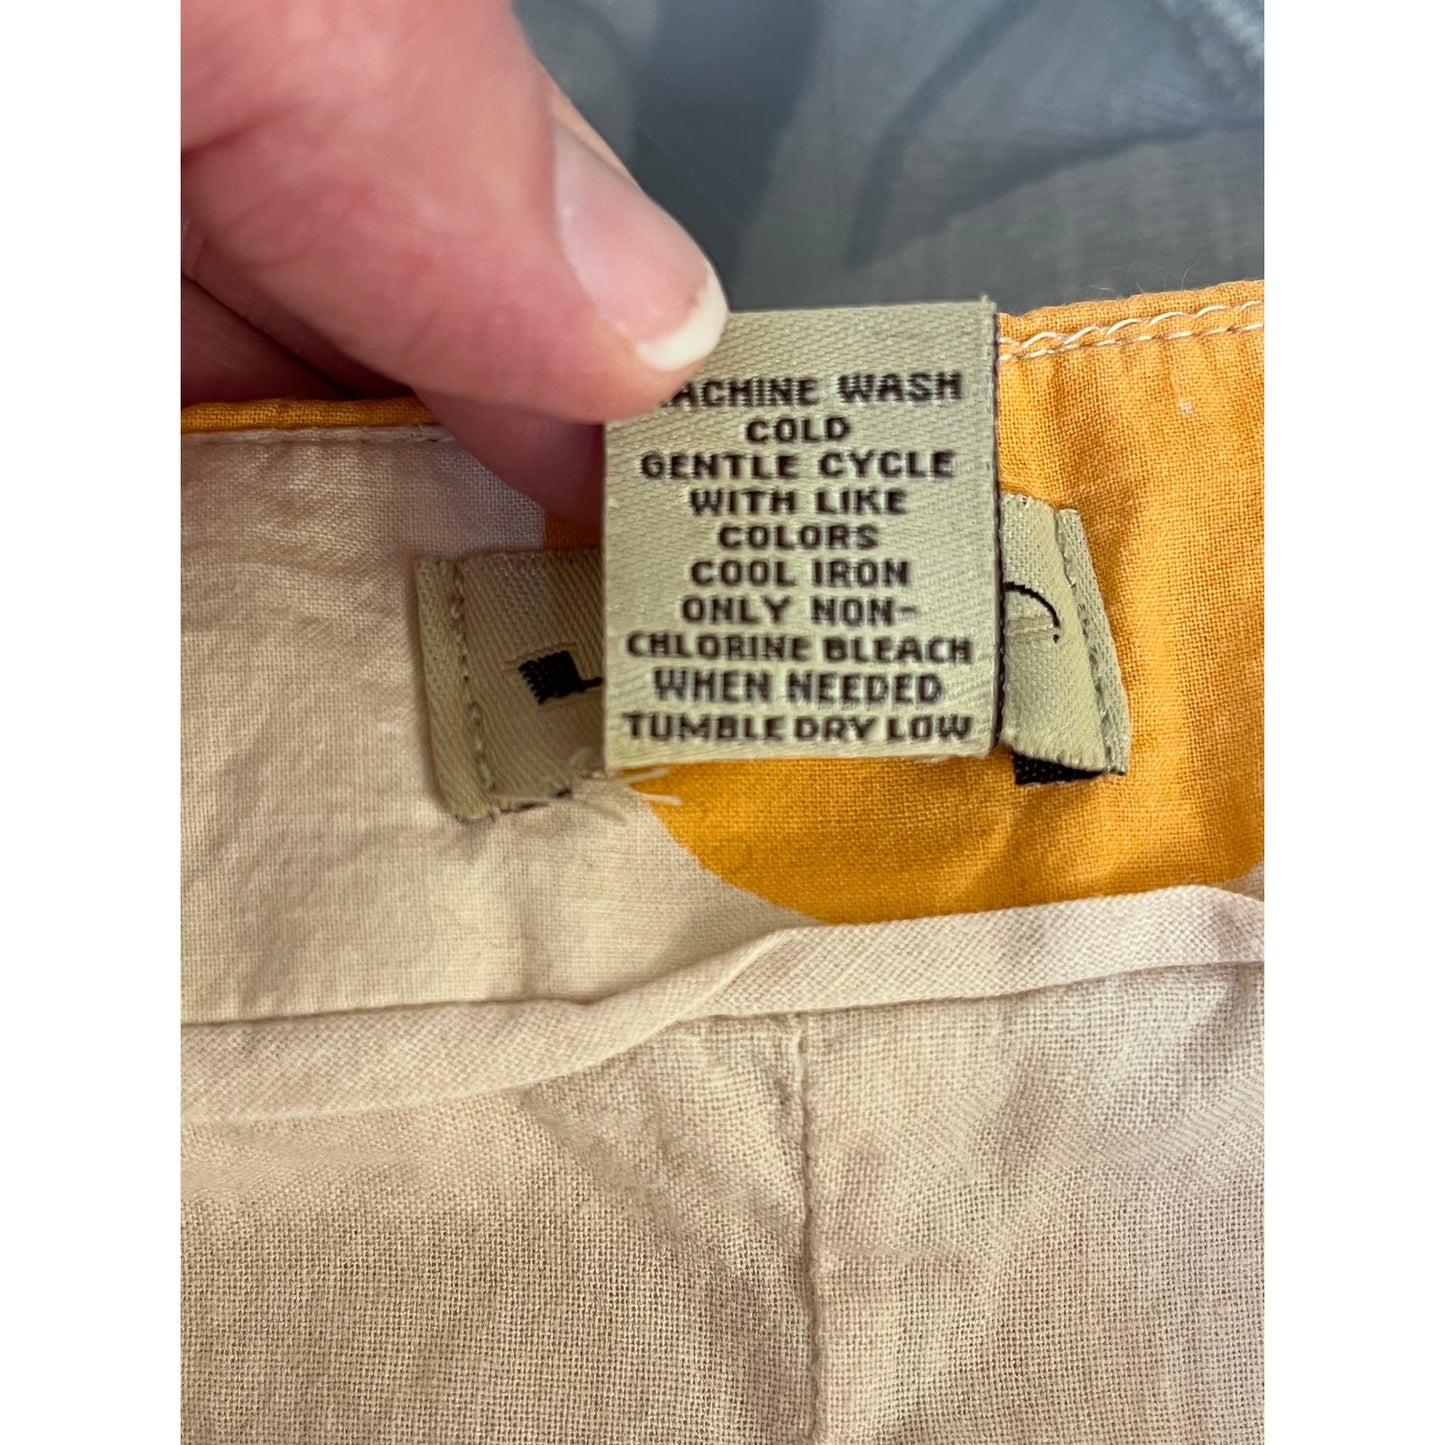 MACHINE WASH
COLD
GENTLE CYCLE
WITH LIKE
COLORS
COOL IRON
ONLY NON-
CHLORINE BLEACH
WHEN NEEDED
TUMBLE DRY LOW